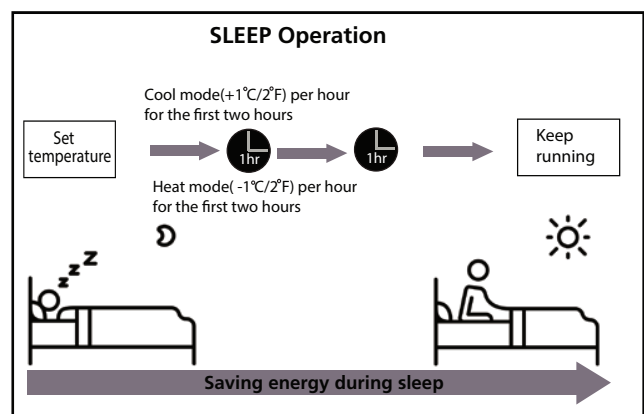 SLEEP Operation
Cool mode(+1°C/2°F) per hour
for the first two hours
Set
temperature
1hr
1hr
Keep
running
Heat mode( -1°C/2°F) per hour
for the first two hours
z z z Z
Saving energy during sleep